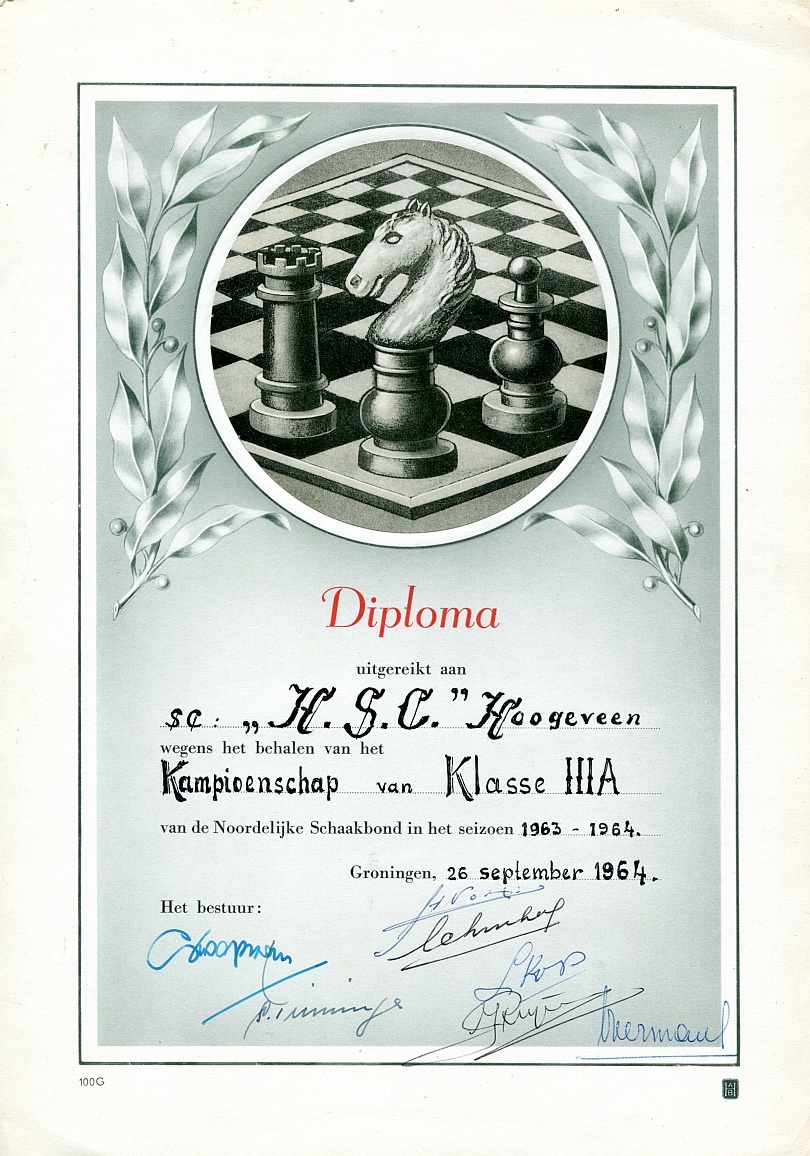 Diploma
uitgereikt aan
sc: „H.S.C.” Hoogeveen
wegens het behalen van het
Kampioenschap van Klasse IIIA
van de Noordelijke Schaakbond in het seizoen 1963 - 1964.
Groningen, 26 september 1964.
Het bestuur:
100G